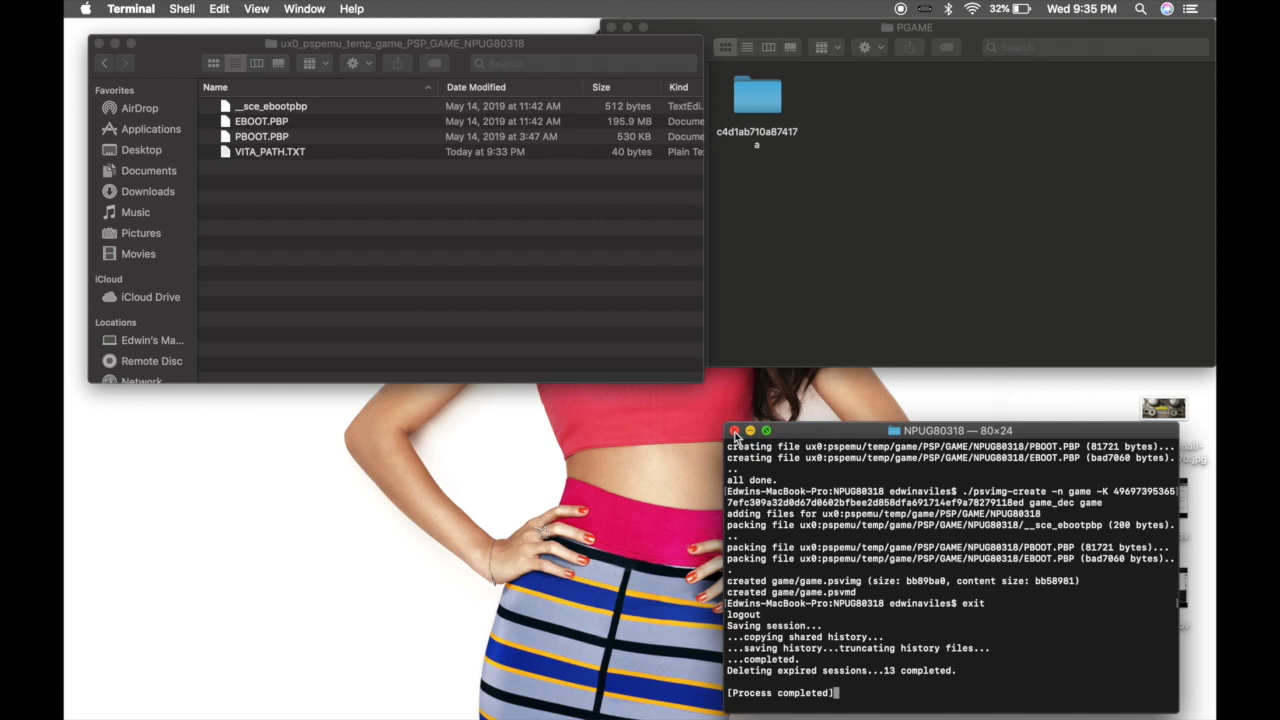 Terminal Shell Edit View Window Help 32% Wed 9:35 PM
ux0_pspemu_temp_game_PSP_GAME_NPUG80318
Search
Name Date Modified Size Kind
Favorites
AirDrop
Applications
Desktop
Documents
Downloads
Music
Pictures
Movies
iCloud
iCloud Drive
Locations
Edwin's Ma...
Remote Disc
Network
__sce_ebootpbp May 14, 2019 at 11:42 AM 512 bytes TextEdi.
EBOOT.PBP May 14, 2019 at 11:42 AM 195.9 MB Docume
PBOOT.PBP May 14, 2019 at 3:47 AM 530 KB Docume
VITA_PATH.TXT Today at 9:33 PM 40 bytes Plain Te
PGAME
Search
c4d1ab710a87417
a
NPUG80318 — 80×24
creating file ux0:pspemu/temp/game/PSP/GAME/NPUG80318/PBOOT.PBP (81721 bytes)...
creating file ux0:pspemu/temp/game/PSP/GAME/NPUG80318/EBOOT.PBP (bad7060 bytes).
..
all done.
[Edwins-MacBook-Pro:NPUG80318 edwinaviles$ ./psvimg-create -n game -K 49697395365]
7efc309a32d0d67d0602bfbee2d858dfa691714ef9a78279118ed game_dec game
adding files for ux0:pspemu/temp/game/PSP/GAME/NPUG80318
packing file ux0:pspemu/temp/game/PSP/GAME/NPUG80318/__sce_ebootpbp (200 bytes).
..
packing file ux0:pspemu/temp/game/PSP/GAME/NPUG80318/PBOOT.PBP (81721 bytes)...
packing file ux0:pspemu/temp/game/PSP/GAME/NPUG80318/EBOOT.PBP (bad7060 bytes)..
.
created game/game.psvimg (size: bb89ba0, content size: bb58981)
created game/game.psvmd
[Edwins-MacBook-Pro:NPUG80318 edwinaviles$ exit ]
logout
Saving session...
...copying shared history...
...saving history...truncating history files...
...completed.
Deleting expired sessions...13 completed.
[Process completed]